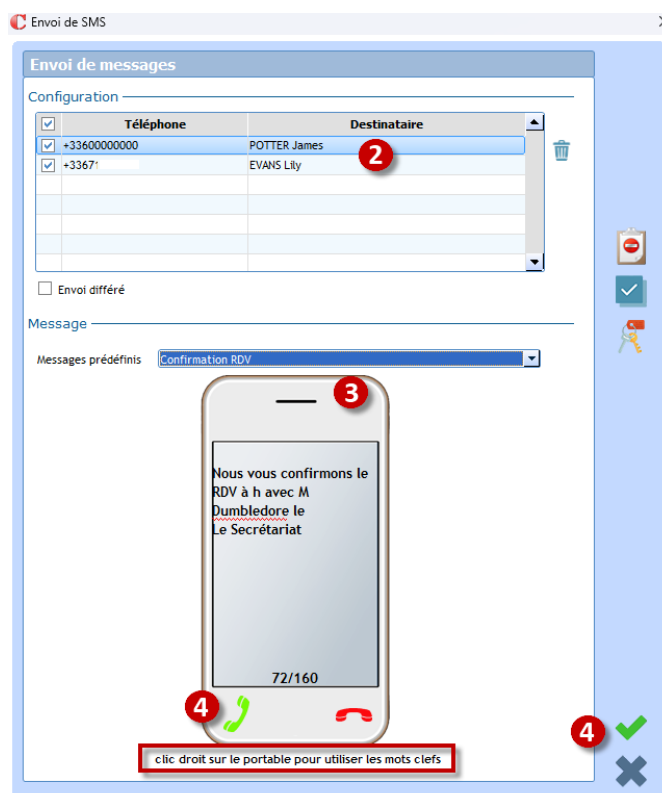 Envoi de SMS
Envoi de messages
Configuration
Téléphone Destinataire
+33600000000 POTTER James
2
+3367 EVANS Lily
Envoi différé
Message
Messages prédéfinis Confirmation RDV
3
Nous vous confirmons le
RDV à h avec M
Dumbledore le
Le Secrétariat
72/160
4
4
clic droit sur le portable pour utiliser les mots clefs